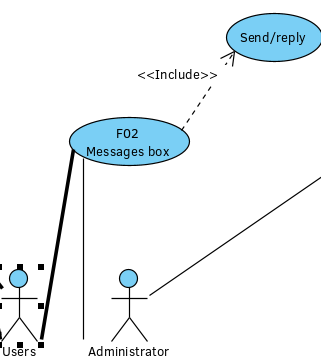 Send/reply
<<Include>>
F02
Messages box
Users
Administrator